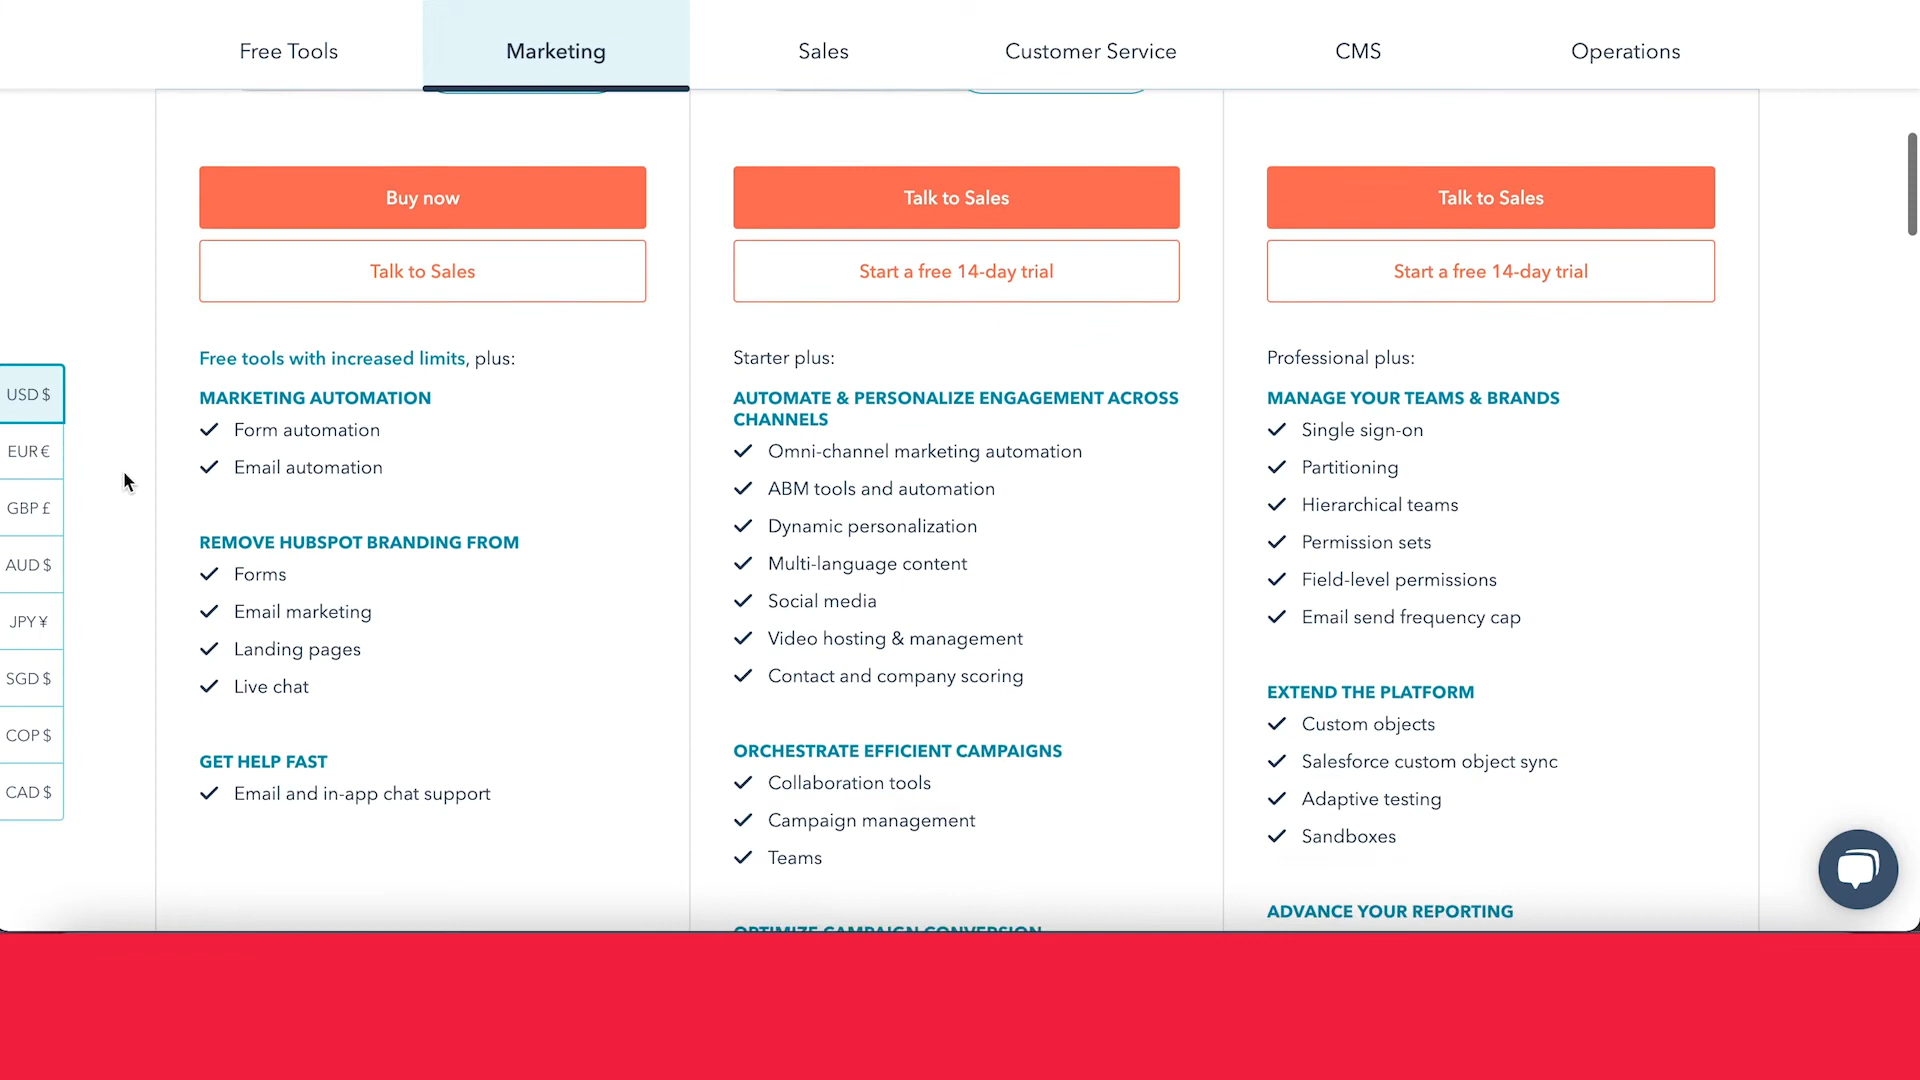 Free Tools
Marketing
Sales
Customer Service
CMS
Operations
Buy now
Talk to Sales
Free tools with increased limits, plus:
MARKETING AUTOMATION
Form automation
Email automation
REMOVE HUBSPOT BRANDING FROM
Forms
Email marketing
Landing pages
Live chat
GET HELP FAST
Email and in-app chat support
Talk to Sales
Start a free 14-day trial
Starter plus:
AUTOMATE & PERSONALIZE ENGAGEMENT ACROSS
CHANNELS
Omni-channel marketing automation
ABM tools and automation
Dynamic personalization
Multi-language content
Social media
Video hosting & management
Contact and company scoring
ORCHESTRATE EFFICIENT CAMPAIGNS
Collaboration tools
Campaign management
Teams
OPTIMIZE CAMPAIGN CONVERSION
Talk to Sales
Start a free 14-day trial
Professional plus:
MANAGE YOUR TEAMS & BRANDS
Single sign-on
Partitioning
Hierarchical teams
Permission sets
Field-level permissions
Email send frequency cap
EXTEND THE PLATFORM
Custom objects
Salesforce custom object sync
Adaptive testing
Sandboxes
ADVANCE YOUR REPORTING
USD $
EUR €
GBP £
AUD $
JPY ¥
SGD $
COP $
CAD $